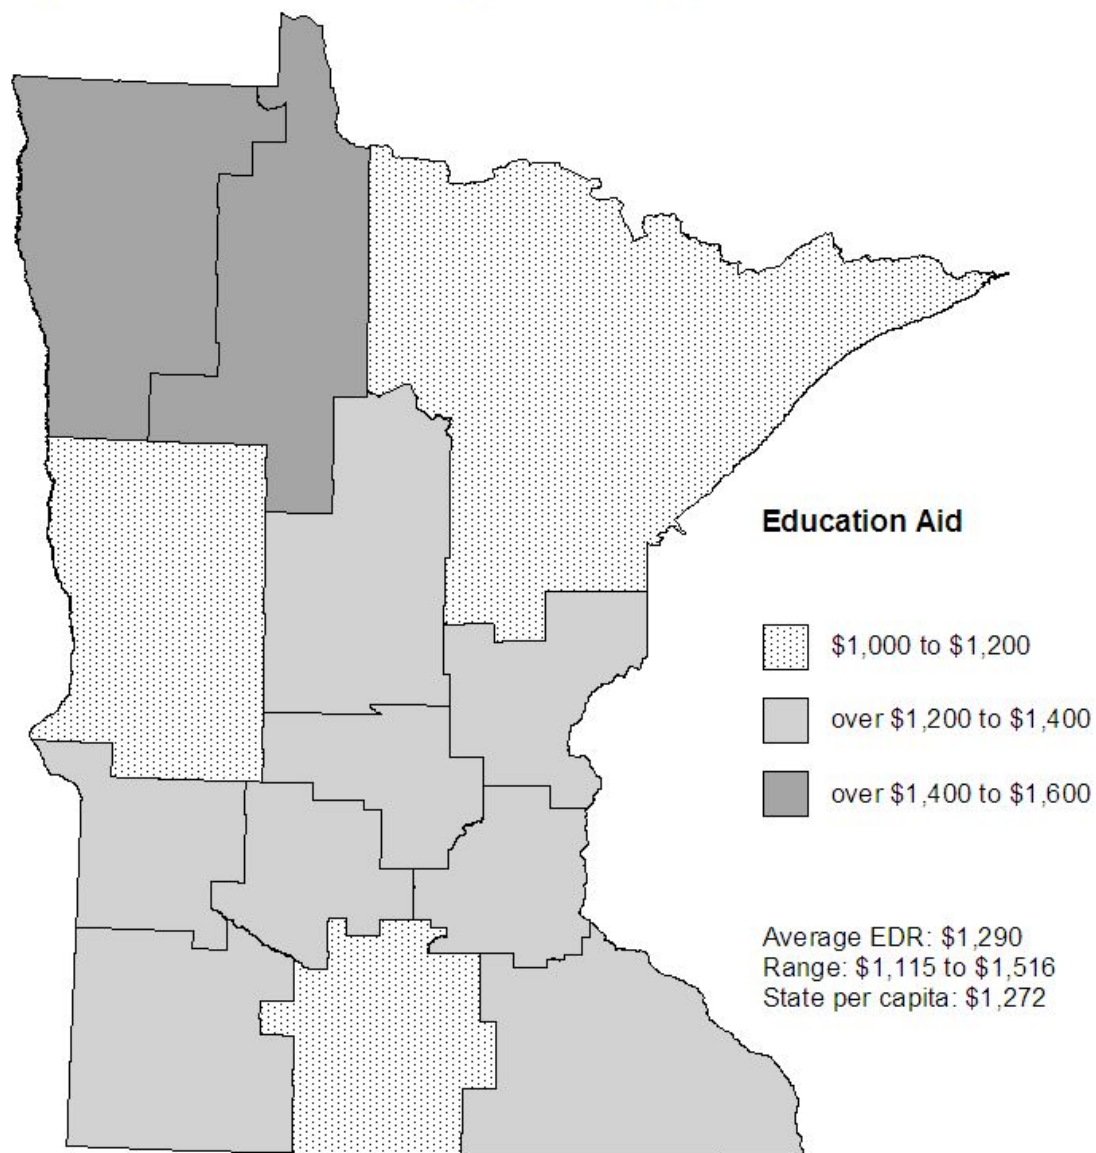 Education Aid
$1,000 to $1,200
over $1,200 to $1,400
over $1,400 to $1,600
Average EDR: $1,290
Range: $1,115 to $1,516
State per capita: $1,272